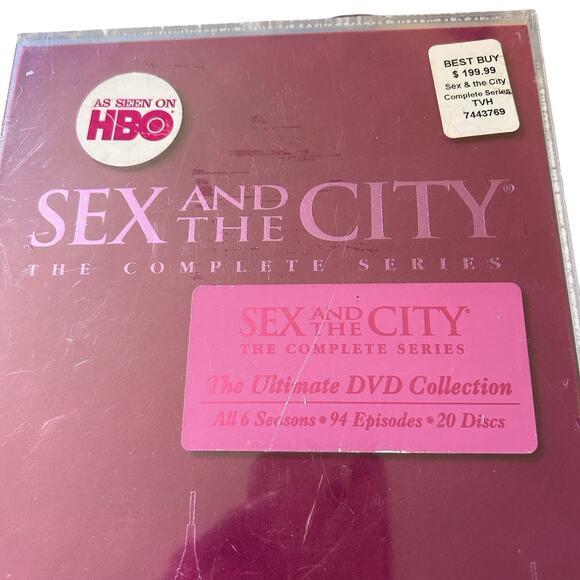 AS SEEN ON
HBO®
BEST BUY
$ 199.99
Sex & the City
Complete Series
TVH
7443769
SEX AND THE CITY®
THE COMPLETE SERIES
SEX AND THE CITY®
THE COMPLETE SERIES
The Ultimate DVD Collection
All 6 Seasons • 94 Episodes • 20 Discs